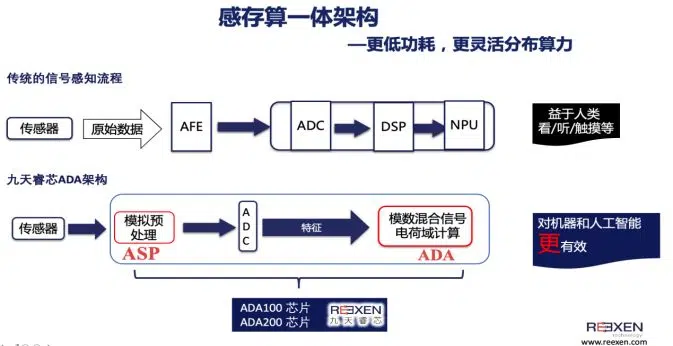 感存算一体架构
—更低功耗，更灵活分布算力
传统的信号感知流程
传感器
原始数据
AFE
ADC
DSP
NPU
益于人类
看/听/触摸等
九天睿芯ADA架构
传感器
模拟预
处理
ASP
A
D
C
特征
模数混合信号
电荷域计算
ADA
对机器和人工智能
更有效
ADA100 芯片
ADA200 芯片
REEXEN
九天睿芯
REEXEN
technology
www.reexen.com